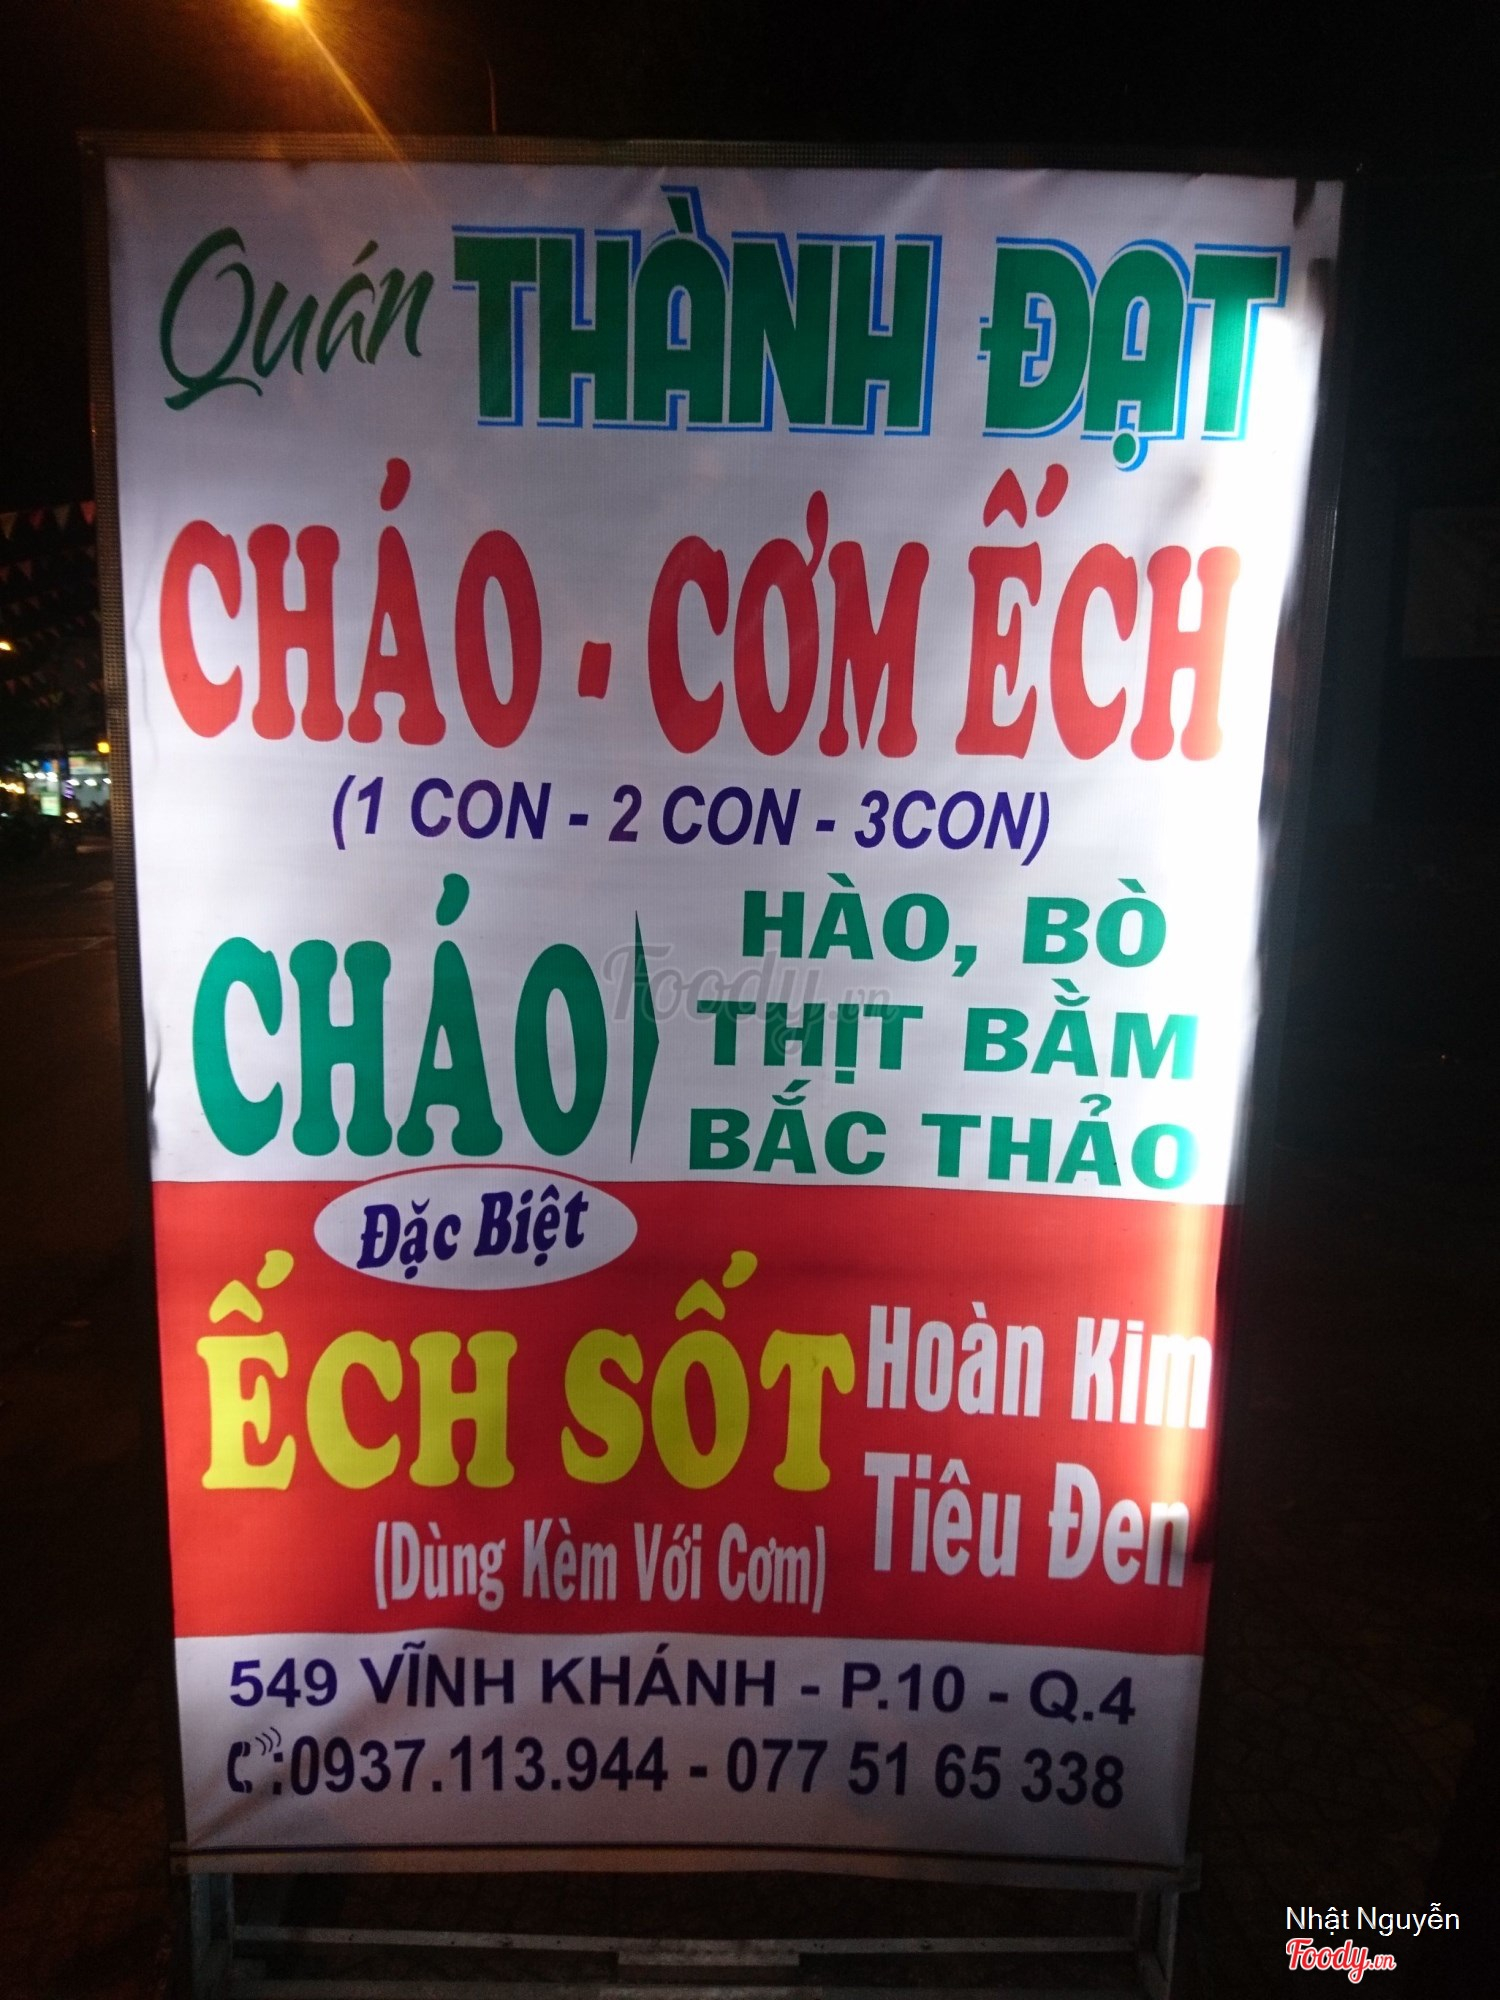 Quán THÀNH ĐẠT
CHÁO - CƠM ẾCH
(1 CON - 2 CON - 3CON)
CHÁO
HÀO, BÒ
THỊT BẰM
BẮC THẢO
Đặc Biệt
ẾCH SỐT
Hoàn Kim
Tiêu Đen
(Dùng Kèm Với Cơm)
549 VĨNH KHÁNH - P.10 - Q.4
:0937.113.944 - 077 51 65 338
Foody.vn
Nhật Nguyễn
Foody.vn